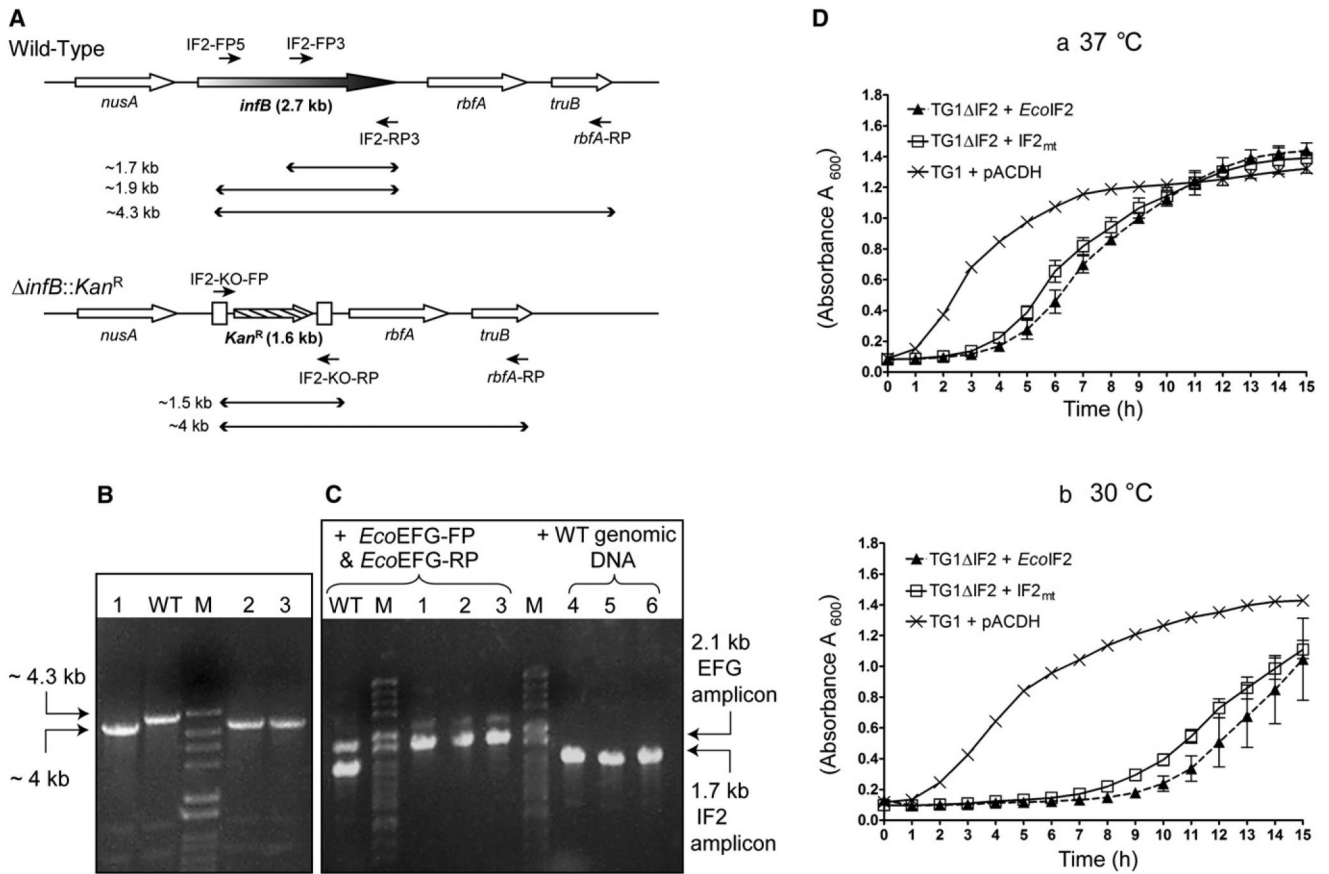 A
Wild-Type
IF2-FP5
IF2-FP3
nusA
infB (2.7 kb)
rbfA
truB
IF2-RP3
rbfA-RP
~1.7 kb
~1.9 kb
~4.3 kb
ΔinfB::Kan^R
IF2-KO-FP
nusA
Kan^R (1.6 kb)
rbfA
truB
IF2-KO-RP
rbfA-RP
~1.5 kb
~4 kb
B
1 WT M 2 3
~ 4.3 kb
~ 4 kb
C
+ EcoEFG-FP
& EcoEFG-RP
+ WT genomic
DNA
WT M 1 2 3 M 4 5 6
2.1 kb
EFG
amplicon
1.7 kb
IF2
amplicon
D
a 37 °C
(Absorbance A 600)
1.8
1.6
1.4
1.2
1.0
0.8
0.6
0.4
0.2
0.0
TG1ΔIF2 + EcoIF2
TG1ΔIF2 + IF2mt
TG1 + pACDH
0 1 2 3 4 5 6 7 8 9 10 11 12 13 14 15
Time (h)
b 30 °C
(Absorbance A 600)
1.8
1.6
1.4
1.2
1.0
0.8
0.6
0.4
0.2
0.0
TG1ΔIF2 + EcoIF2
TG1ΔIF2 + IF2mt
TG1 + pACDH
0 1 2 3 4 5 6 7 8 9 10 11 12 13 14 15
Time (h)